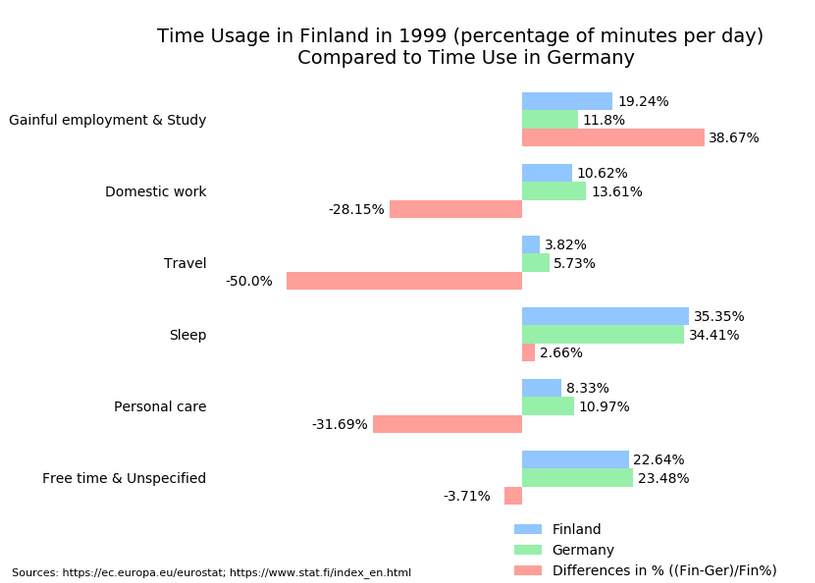 Time Usage in Finland in 1999 (percentage of minutes per day)
Compared to Time Use in Germany
Gainful employment & Study
19.24%
11.8%
38.67%
Domestic work
10.62%
13.61%
-28.15%
Travel
3.82%
5.73%
-50.0%
Sleep
35.35%
34.41%
2.66%
Personal care
8.33%
10.97%
-31.69%
Free time & Unspecified
22.64%
23.48%
-3.71%
Finland
Germany
Differences in % ((Fin-Ger)/Fin%)
Sources: https://ec.europa.eu/eurostat; https://www.stat.fi/index_en.html